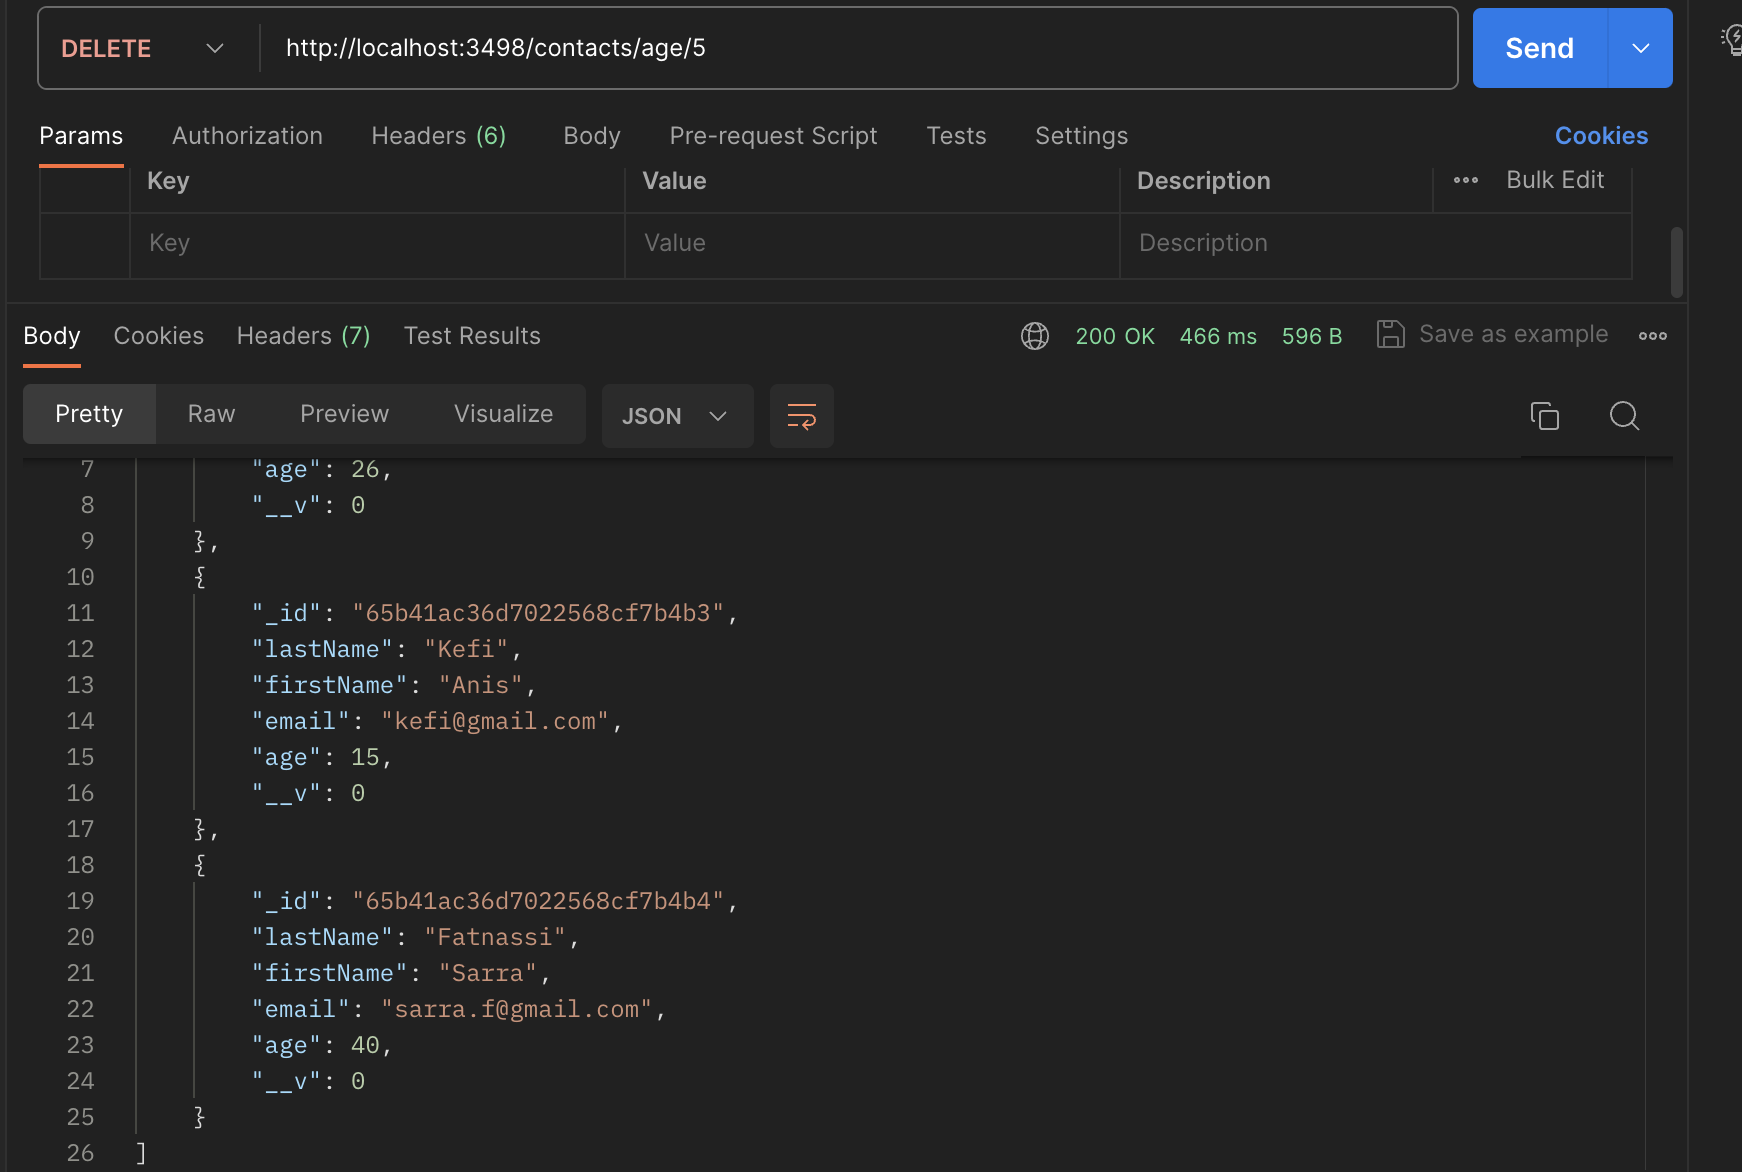 DELETE http://localhost:3498/contacts/age/5 Send
Params Authorization Headers (6) Body Pre-request Script Tests Settings Cookies
Key Value Description Bulk Edit
Key Value Description
Body Cookies Headers (7) Test Results 200 OK 466 ms 596 B Save as example
Pretty Raw Preview Visualize JSON
7 "age": 26,
8 "__v": 0
9 },
10 {
11 "_id": "65b41ac36d7022568cf7b4b3",
12 "lastName": "Kefi",
13 "firstName": "Anis",
14 "email": "kefi@gmail.com",
15 "age": 15,
16 "__v": 0
17 },
18 {
19 "_id": "65b41ac36d7022568cf7b4b4",
20 "lastName": "Fatnassi",
21 "firstName": "Sarra",
22 "email": "sarra.f@gmail.com",
23 "age": 40,
24 "__v": 0
25 }
26 ]